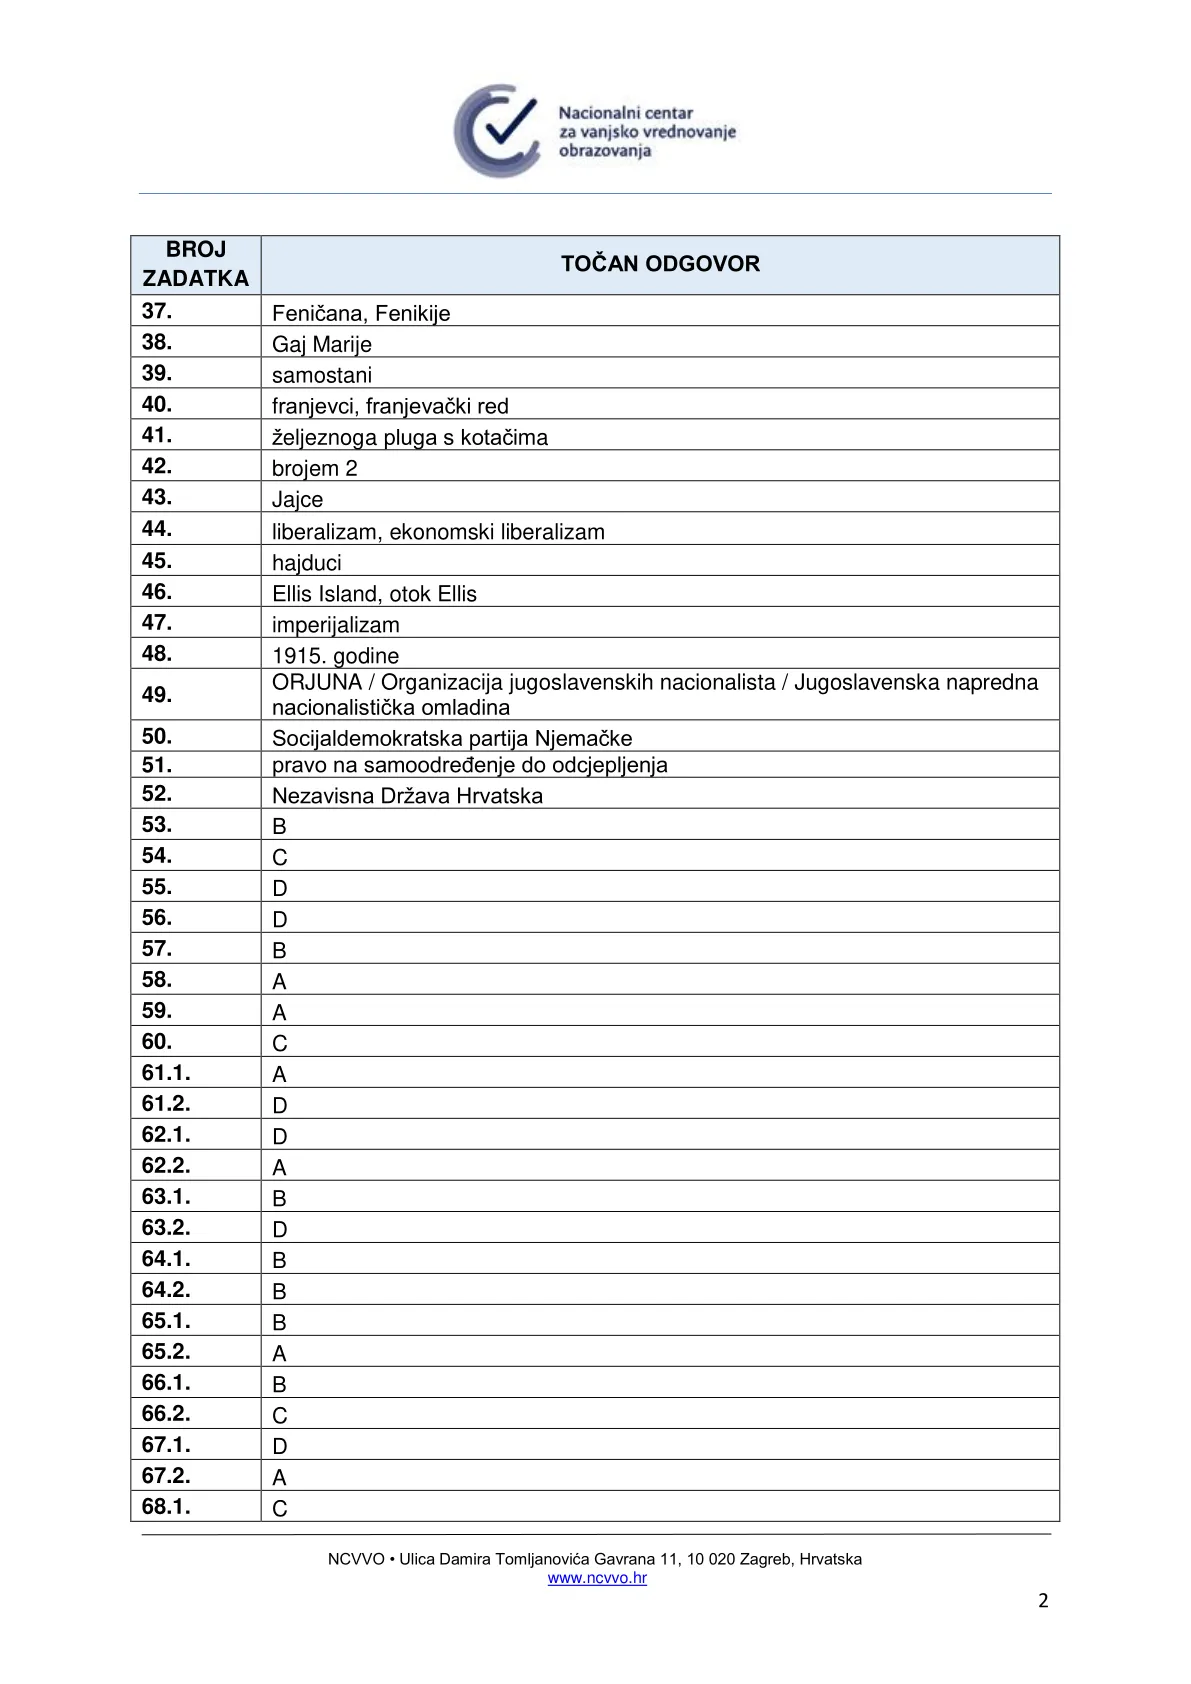 Nacionalni centar
za vanjsko vrednovanje
obrazovanja
BROJ
ZADATKA
TOČAN ODGOVOR
37. Feničana, Fenikije
38. Gaj Marije
39. samostani
40. franjevci, franjevački red
41. željeznoga pluga s kotačima
42. brojem 2
43. Jajce
44. liberalizam, ekonomski liberalizam
45. hajduci
46. Ellis Island, otok Ellis
47. imperijalizam
48. 1915. godine
49. ORJUNA / Organizacija jugoslavenskih nacionalista / Jugoslavenska napredna
nacionalistička omladina
50. Socijaldemokratska partija Njemačke
51. pravo na samoodređenje do odcjepljenja
52. Nezavisna Država Hrvatska
53. B
54. C
55. D
56. D
57. B
58. A
59. A
60. C
61.1. A
61.2. D
62.1. D
62.2. A
63.1. B
63.2. D
64.1. B
64.2. B
65.1. B
65.2. A
66.1. B
66.2. C
67.1. D
67.2. A
68.1. C
NCVVO • Ulica Damira Tomljanovića Gavrana 11, 10 020 Zagreb, Hrvatska
www.ncvvo.hr
2